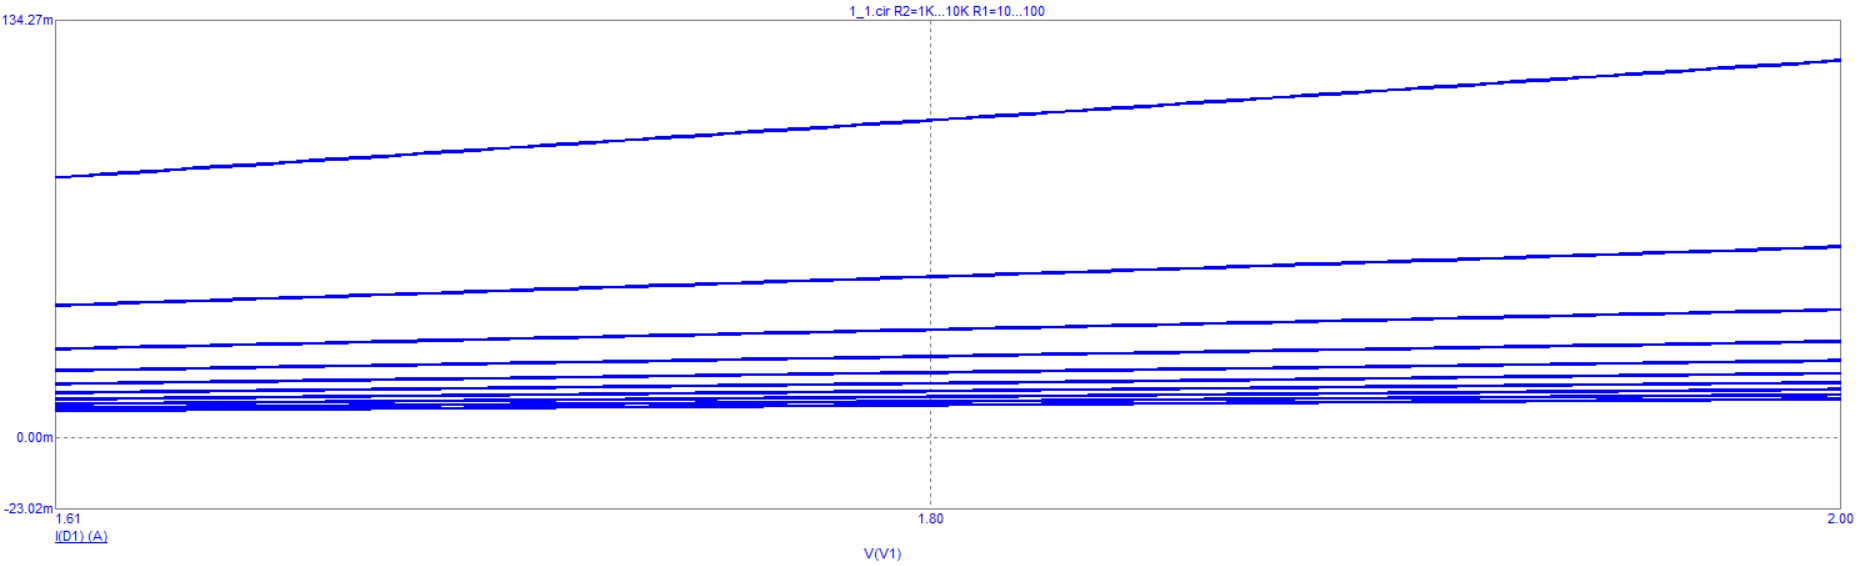 1_1.cir R2=1K...10K R1=10...100
134.27m
0.00m
-23.02m
1.61 1.80 2.00
I(D1) (A)
V(V1)